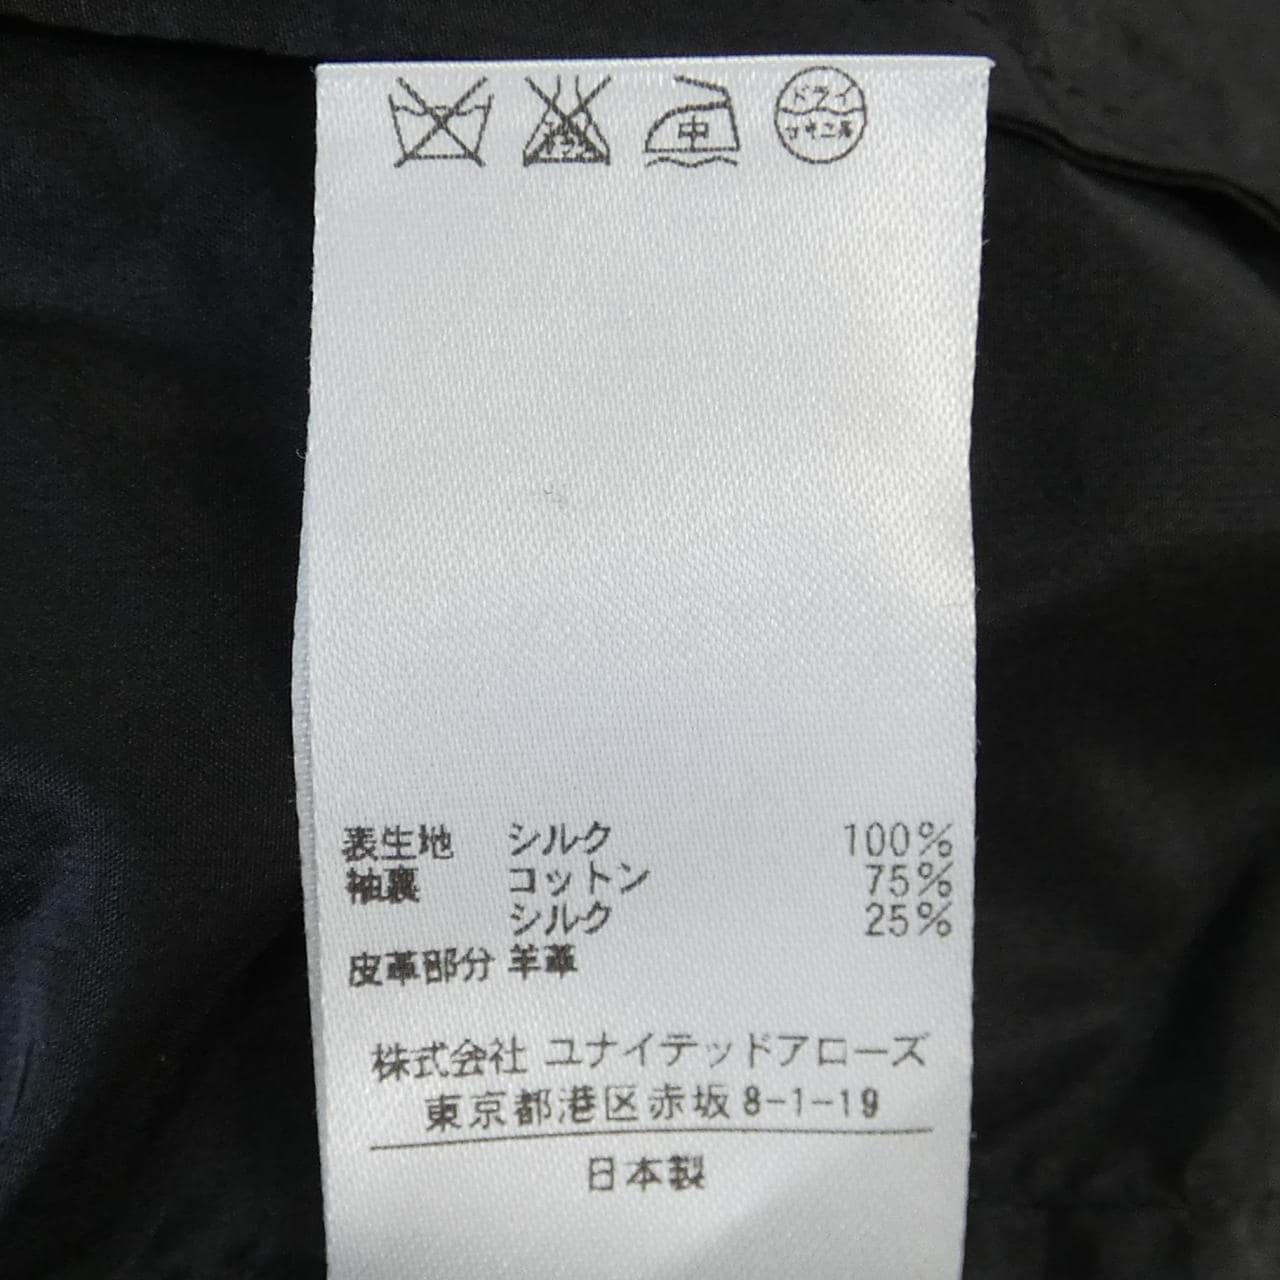 中
ドライ
表生地 シルク 100%
袖裏 コットン 75%
シルク 25%
皮革部分 羊革
株式会社 ユナイテッドアローズ
東京都港区赤坂8-1-19
日本製